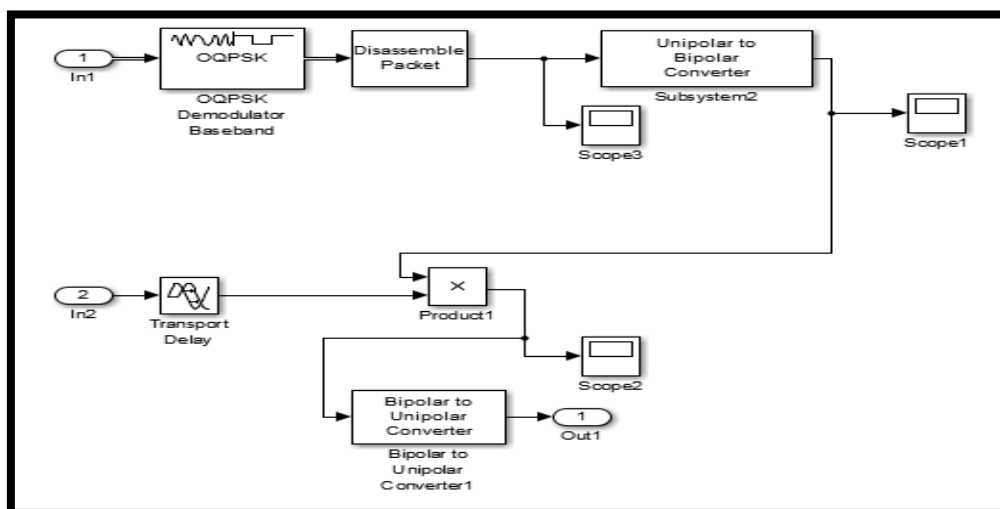 1
In1
OQPSK
OQPSK
Demodulator
Baseband
Disassemble
Packet
Unipolar to
Bipolar
Converter
Subsystem2
Scope3
Scope1
2
In2
Transport
Delay
×
Product1
Scope2
Bipolar to
Unipolar
Converter
Bipolar to
Unipolar
Converter1
1
Out1